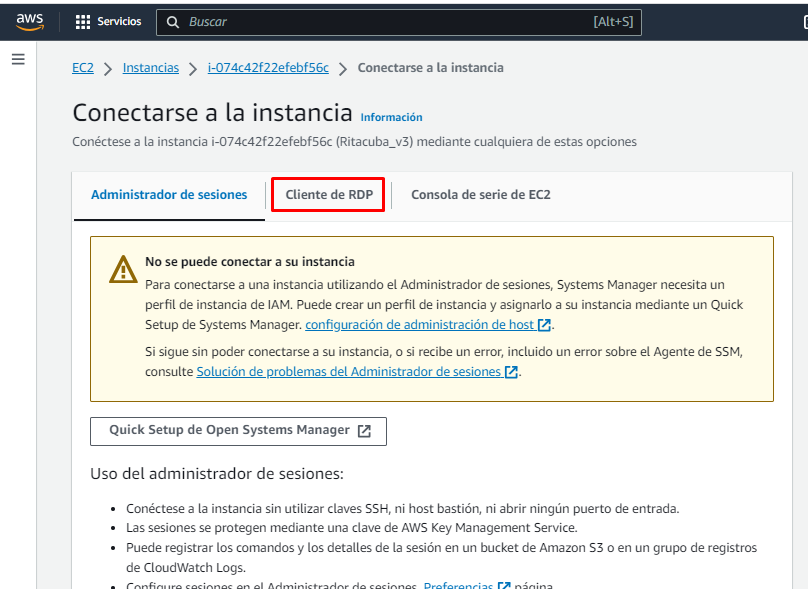 aws
Servicios
Buscar
[Alt+S]
EC2 > Instancias > i-074c42f22efebf56c > Conectarse a la instancia
Conectarse a la instancia Información
Conéctese a la instancia i-074c42f22efebf56c (Ritacuba_v3) mediante cualquiera de estas opciones
Administrador de sesiones
Cliente de RDP
Consola de serie de EC2
No se puede conectar a su instancia
Para conectarse a una instancia utilizando el Administrador de sesiones, Systems Manager necesita un
perfil de instancia de IAM. Puede crear un perfil de instancia y asignarlo a su instancia mediante un Quick
Setup de Systems Manager. configuración de administración de host.
Si sigue sin poder conectarse a su instancia, o si recibe un error, incluido un error sobre el Agente de SSM,
consulte Solución de problemas del Administrador de sesiones.
Quick Setup de Open Systems Manager
Uso del administrador de sesiones:
• Conéctese a la instancia sin utilizar claves SSH, ni host bastión, ni abrir ningún puerto de entrada.
• Las sesiones se protegen mediante una clave de AWS Key Management Service.
• Puede registrar los comandos y los detalles de la sesión en un bucket de Amazon S3 o en un grupo de registros
de CloudWatch Logs.
• Configure sesiones en el Administrador de sesiones. Preferencias página.